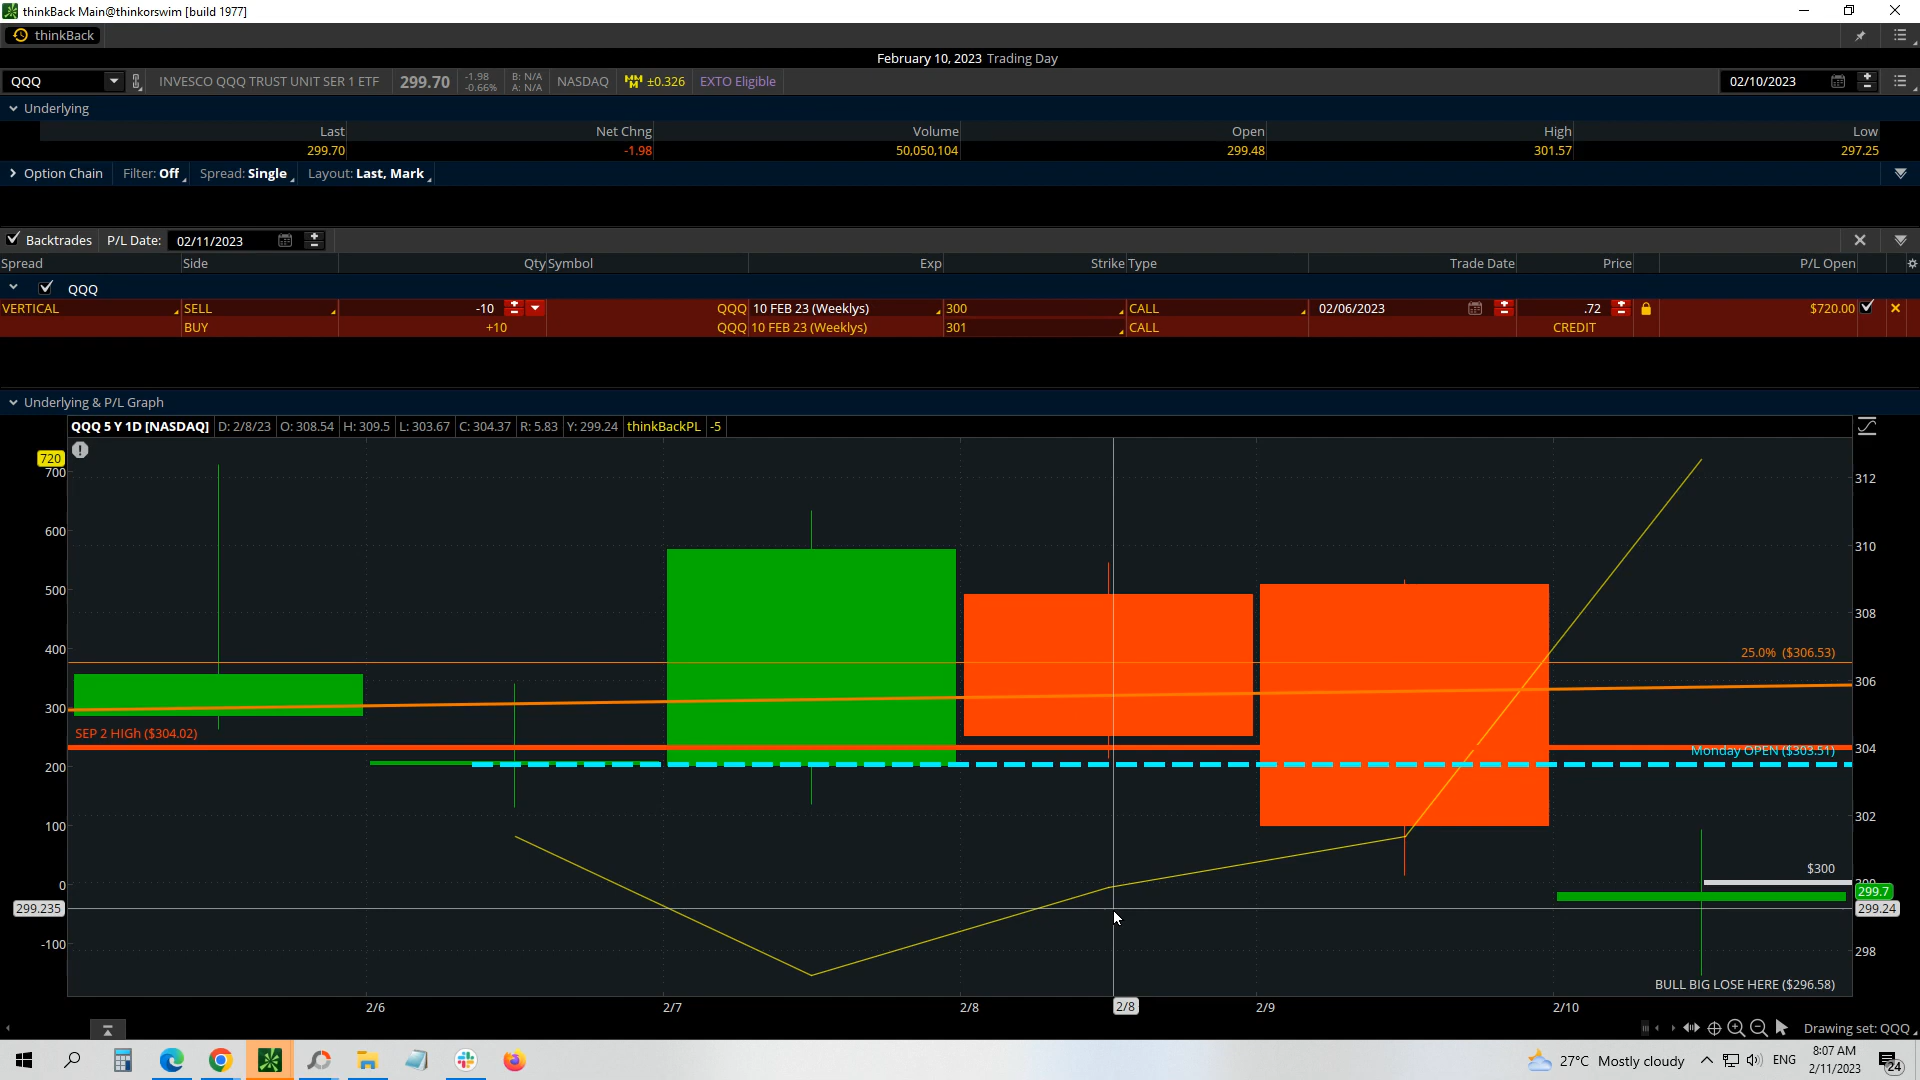 thinkBack Main@thinkorswim [build 1977]
thinkBack
February 10, 2023 Trading Day
QQQ INVESCO QQQ TRUST UNIT SER 1 ETF 299.70 -1.98 -0.66% B: N/A A: N/A NASDAQ ±0.326 EXTO Eligible 02/10/2023
Underlying
Last Net Chng Volume Open High Low
299.70 -1.98 50,050,104 299.48 301.57 297.25
Option Chain Filter: Off Spread: Single Layout: Last, Mark
Backtrades P/L Date: 02/11/2023
Spread Side Qty Symbol Exp Strike Type Trade Date Price P/L Open
QQQ
VERTICAL SELL -10 QQQ 10 FEB 23 (Weeklys) 300 CALL 02/06/2023 .72 $720.00
BUY +10 QQQ 10 FEB 23 (Weeklys) 301 CALL CREDIT
Underlying & P/L Graph
QQQ 5 Y 1D [NASDAQ] D: 2/8/23 O: 308.54 H: 309.5 L: 303.67 C: 304.37 R: 5.83 Y: 299.24 thinkBackPL -5
720
700
312
600
310
500
308
400
25.0% ($306.53)
306
300
SEP 2 HIGh ($304.02)
Monday OPEN ($303.51)
304
200
100
302
$300
0
300
299.7
299.235
299.24
-100
298
BULL BIG LOSE HERE ($296.58)
2/6 2/7 2/8 2/8 2/9 2/10
Drawing set: QQQ
27°C Mostly cloudy ENG 8:07 AM
2/11/2023
24